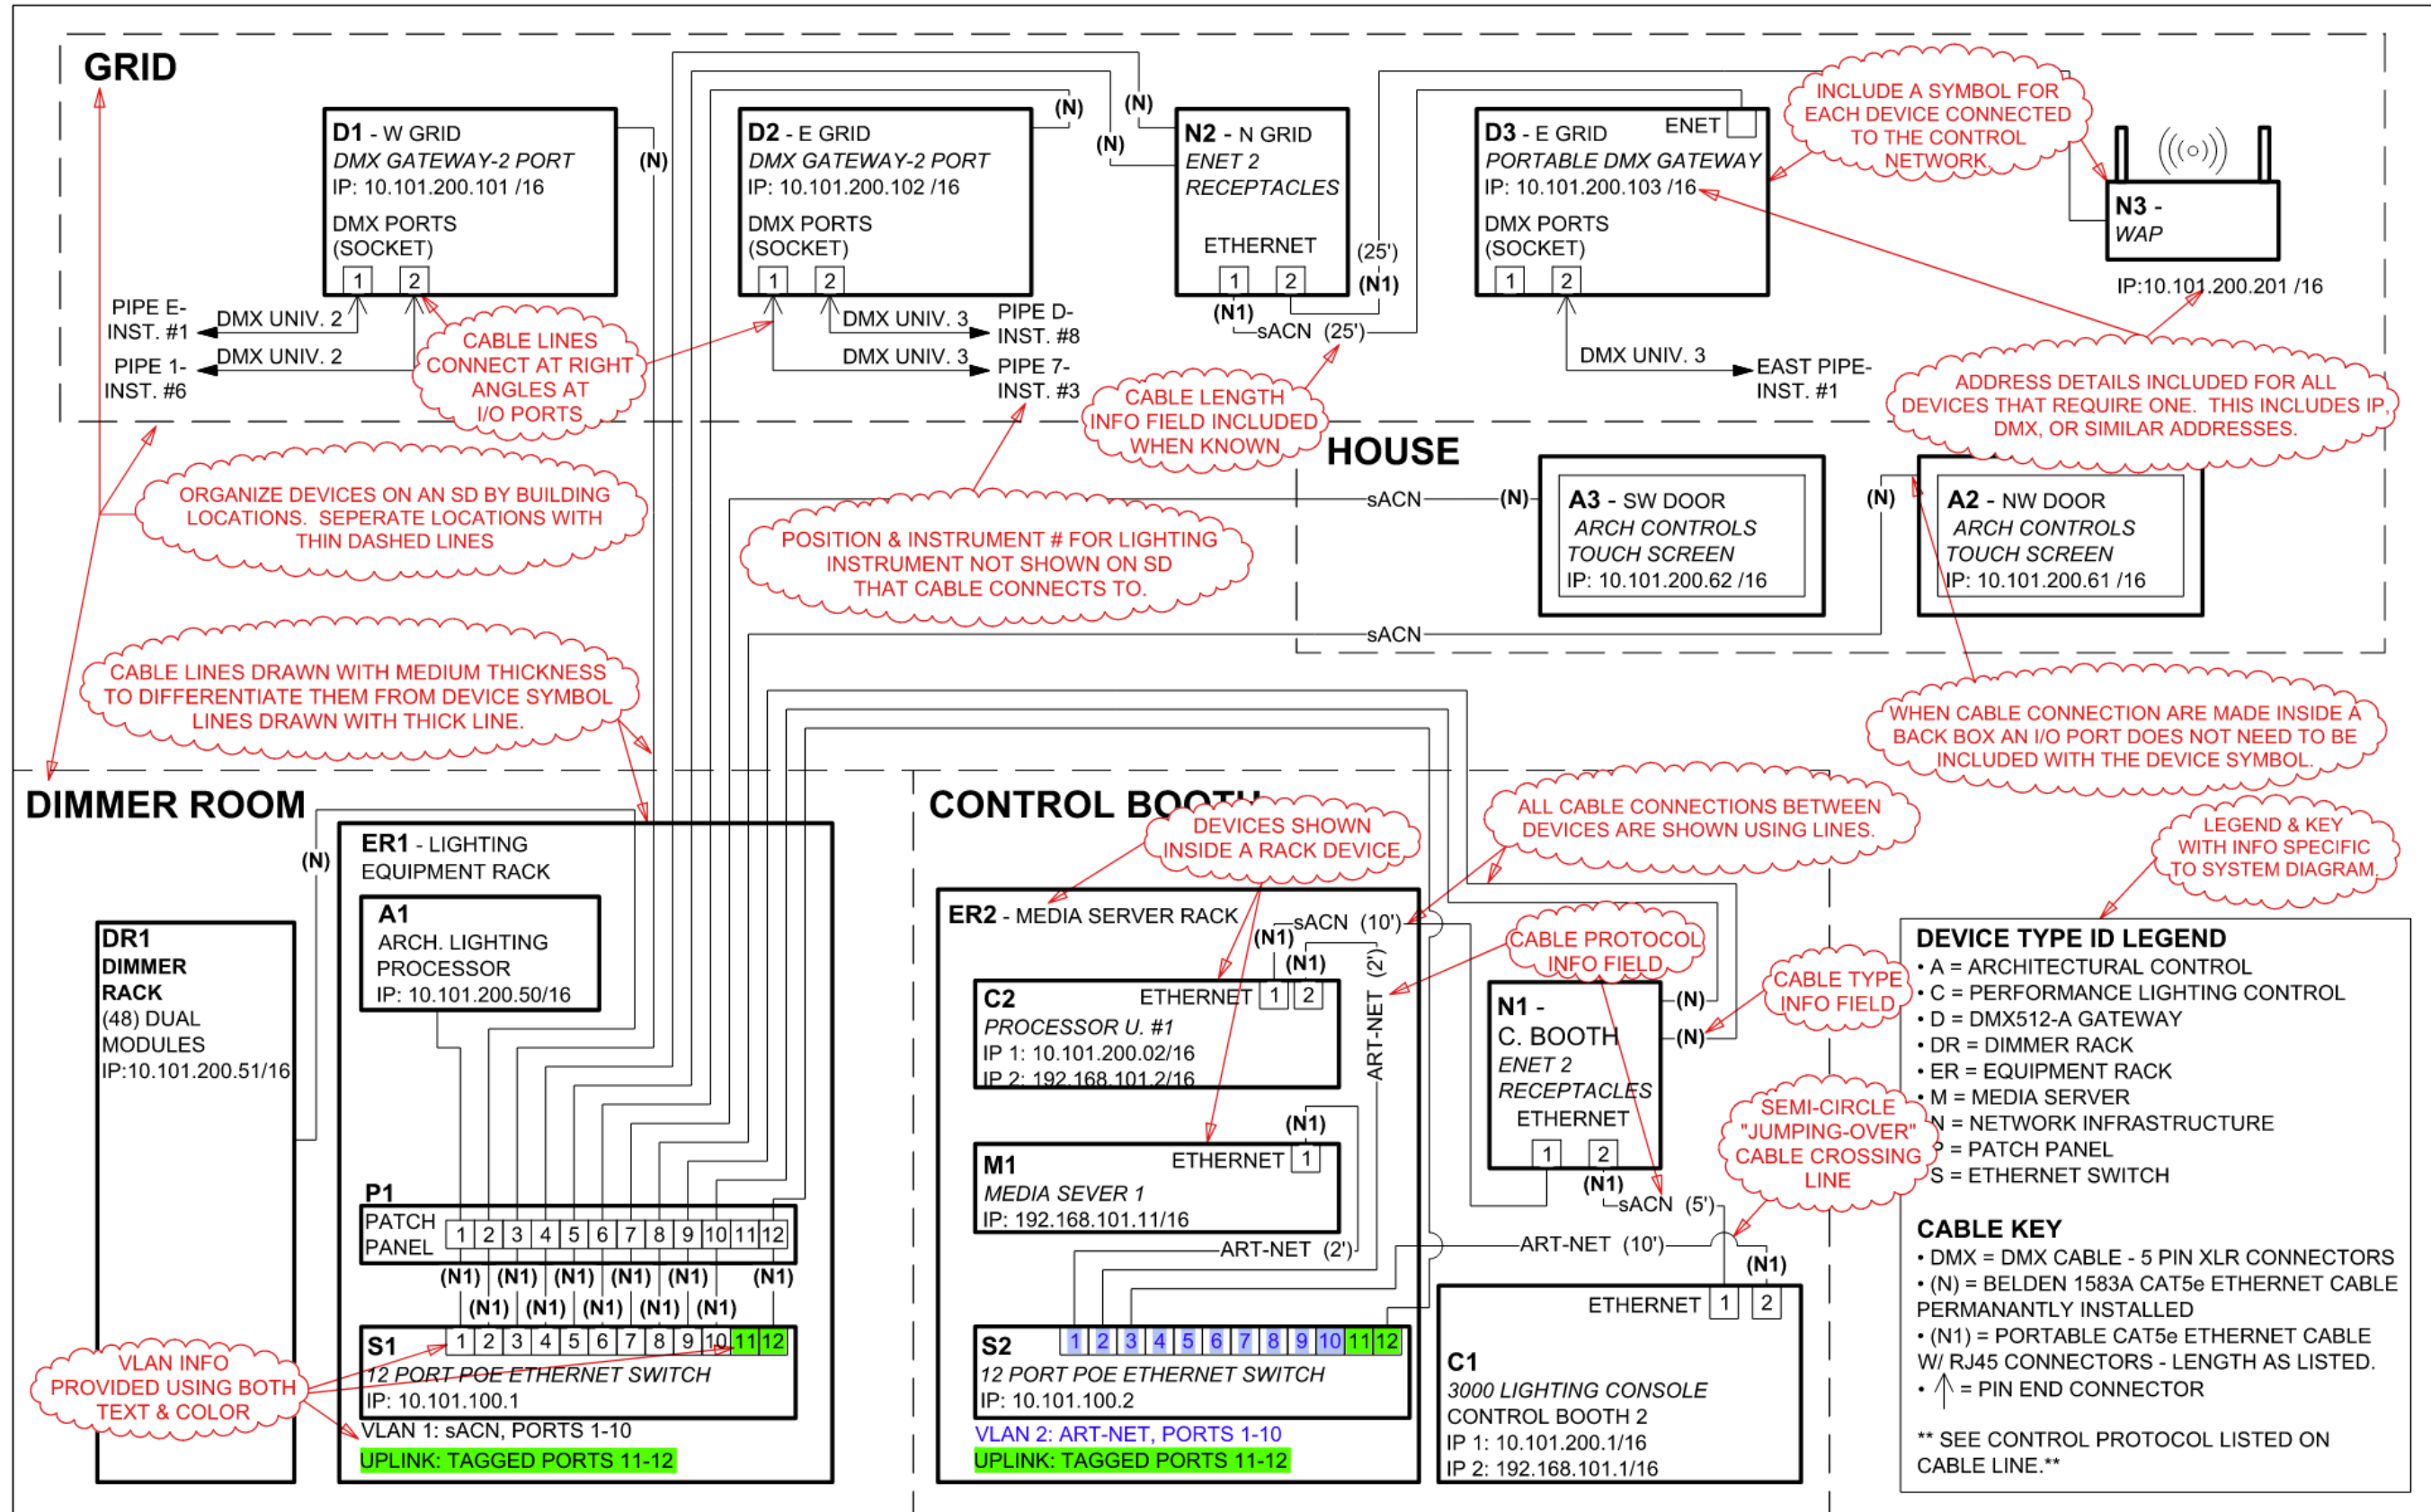 GRID
D1 - W GRID
DMX GATEWAY-2 PORT
IP: 10.101.200.101 /16
DMX PORTS
(SOCKET)
1 2
(N)
PIPE E-
INST. #1
DMX UNIV. 2
PIPE 1-
INST. #6
DMX UNIV. 2
CABLE LINES
CONNECT AT RIGHT
ANGLES AT
I/O PORTS
D2 - E GRID
DMX GATEWAY-2 PORT
IP: 10.101.200.102 /16
DMX PORTS
(SOCKET)
1 2
(N)
(N)
(N)
DMX UNIV. 3
PIPE D-
INST. #8
DMX UNIV. 3
PIPE 7-
INST. #3
N2 - N GRID
ENET 2
RECEPTACLES
ETHERNET
1 2
(N1)
sACN (25')
(25')
(N1)
CABLE LENGTH
INFO FIELD INCLUDED
WHEN KNOWN
D3 - E GRID
ENET
PORTABLE DMX GATEWAY
IP: 10.101.200.103 /16
DMX PORTS
(SOCKET)
1 2
DMX UNIV. 3
EAST PIPE-
INST. #1
INCLUDE A SYMBOL FOR
EACH DEVICE CONNECTED
TO THE CONTROL
NETWORK.
N3 -
WAP
IP:10.101.200.201 /16
ADDRESS DETAILS INCLUDED FOR ALL
DEVICES THAT REQUIRE ONE. THIS INCLUDES IP,
DMX, OR SIMILAR ADDRESSES.
ORGANIZE DEVICES ON AN SD BY BUILDING
LOCATIONS. SEPERATE LOCATIONS WITH
THIN DASHED LINES
POSITION & INSTRUMENT # FOR LIGHTING
INSTRUMENT NOT SHOWN ON SD
THAT CABLE CONNECTS TO.
HOUSE
sACN
(N)
A3 - SW DOOR
ARCH CONTROLS
TOUCH SCREEN
IP: 10.101.200.62 /16
(N)
A2 - NW DOOR
ARCH CONTROLS
TOUCH SCREEN
IP: 10.101.200.61 /16
sACN
CABLE LINES DRAWN WITH MEDIUM THICKNESS
TO DIFFERENTIATE THEM FROM DEVICE SYMBOL
LINES DRAWN WITH THICK LINE.
WHEN CABLE CONNECTION ARE MADE INSIDE A
BACK BOX AN I/O PORT DOES NOT NEED TO BE
INCLUDED WITH THE DEVICE SYMBOL.
DIMMER ROOM
(N)
DR1
DIMMER
RACK
(48) DUAL
MODULES
IP:10.101.200.51/16
ER1 - LIGHTING
EQUIPMENT RACK
A1
ARCH. LIGHTING
PROCESSOR
IP: 10.101.200.50/16
P1
PATCH
PANEL
1 2 3 4 5 6 7 8 9 10 11 12
(N1) (N1) (N1) (N1) (N1) (N1)
(N1) (N1) (N1) (N1) (N1)
S1
1 2 3 4 5 6 7 8 9 10 11 12
12 PORT POE ETHERNET SWITCH
IP: 10.101.100.1
VLAN 1: sACN, PORTS 1-10
UPLINK: TAGGED PORTS 11-12
VLAN INFO
PROVIDED USING BOTH
TEXT & COLOR
CONTROL BOOTH
DEVICES SHOWN
INSIDE A RACK DEVICE
ALL CABLE CONNECTIONS BETWEEN
DEVICES ARE SHOWN USING LINES.
ER2 - MEDIA SERVER RACK
sACN (10')
(N1)
(N1)
ART-NET (2')
C2
ETHERNET 1 2
PROCESSOR U. #1
IP 1: 10.101.200.02/16
IP 2: 192.168.101.2/16
(N1)
M1
ETHERNET 1
MEDIA SEVER 1
IP: 192.168.101.11/16
ART-NET (2')
S2
1 2 3 4 5 6 7 8 9 10 11 12
12 PORT POE ETHERNET SWITCH
IP: 10.101.100.2
VLAN 2: ART-NET, PORTS 1-10
UPLINK: TAGGED PORTS 11-12
CABLE PROTOCOL
INFO FIELD
N1 -
C. BOOTH
ENET 2
RECEPTACLES
ETHERNET
1 2
(N)
(N)
CABLE TYPE
INFO FIELD
(N1)
sACN (5')
SEMI-CIRCLE
"JUMPING-OVER"
CABLE CROSSING
LINE
ART-NET (10')
(N1)
ETHERNET 1 2
C1
3000 LIGHTING CONSOLE
CONTROL BOOTH 2
IP 1: 10.101.200.1/16
IP 2: 192.168.101.1/16
LEGEND & KEY
WITH INFO SPECIFIC
TO SYSTEM DIAGRAM.
DEVICE TYPE ID LEGEND
• A = ARCHITECTURAL CONTROL
• C = PERFORMANCE LIGHTING CONTROL
• D = DMX512-A GATEWAY
• DR = DIMMER RACK
• ER = EQUIPMENT RACK
• M = MEDIA SERVER
N = NETWORK INFRASTRUCTURE
P = PATCH PANEL
S = ETHERNET SWITCH
CABLE KEY
• DMX = DMX CABLE - 5 PIN XLR CONNECTORS
• (N) = BELDEN 1583A CAT5e ETHERNET CABLE
PERMANANTLY INSTALLED
• (N1) = PORTABLE CAT5e ETHERNET CABLE
W/ RJ45 CONNECTORS - LENGTH AS LISTED.
• ↑ = PIN END CONNECTOR
** SEE CONTROL PROTOCOL LISTED ON
CABLE LINE.**